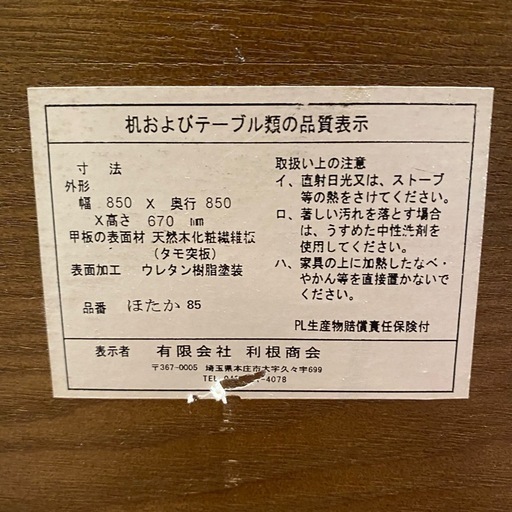 机およびテーブル類の品質表示
寸法
外形
幅 850 X 奥行 850
X高さ 670 mm
甲板の表面材 天然木化粧繊維板
(タモ突板)
表面加工 ウレタン樹脂塗装
品番 ほたか 85
取扱い上の注意
イ、直射日光又は、ストーブ
等の熱をさけてください。
ロ、著しい汚れを落とす場合
は、うすめた中性洗剤を
使用してください。
ハ、家具の上に加熱したなべ・
やかん等を直接置かないで
ください。
PL生産物賠償責任保険付
表示者 有限会社 利根商会
〒367-0005 埼玉県本庄市大字久々宇699
TEL 4078